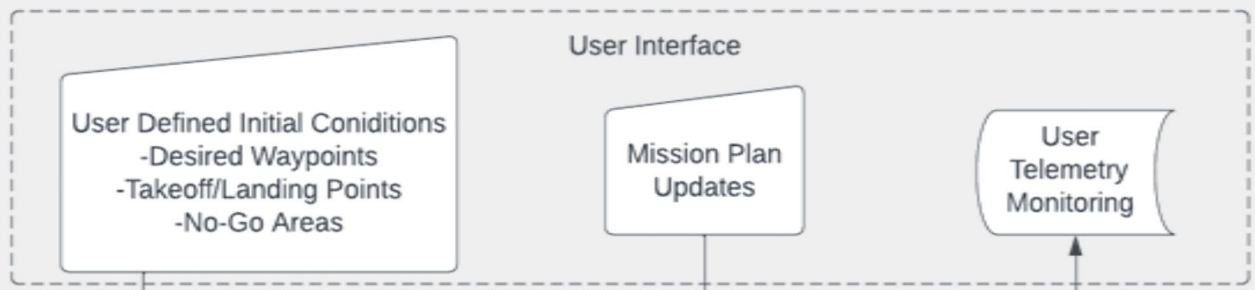 User Interface
User Defined Initial Coniditions
-Desired Waypoints
-Takeoff/Landing Points
-No-Go Areas
Mission Plan
Updates
User
Telemetry
Monitoring